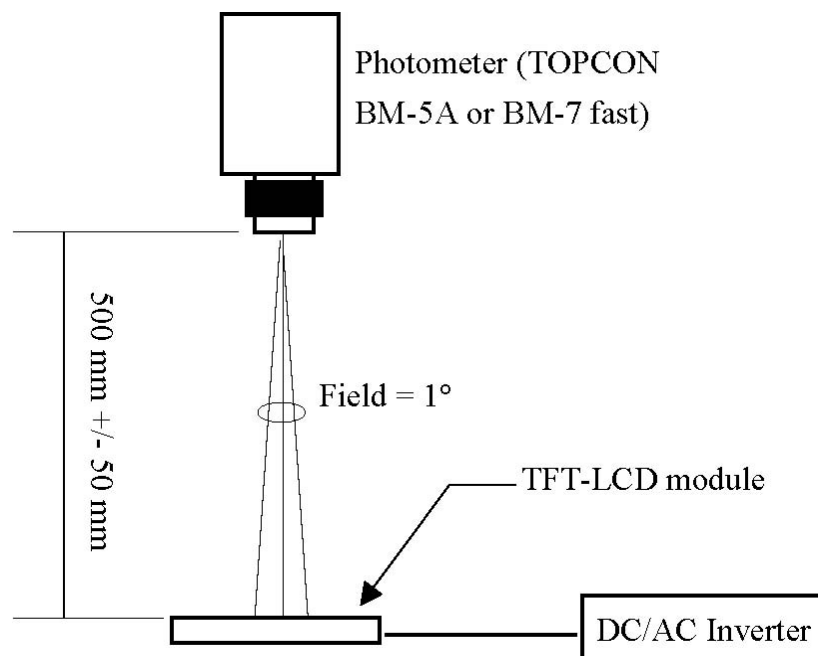 Photometer (TOPCON
BM-5A or BM-7 fast)
500 mm +/- 50 mm
Field = 1°
TFT-LCD module
DC/AC Inverter